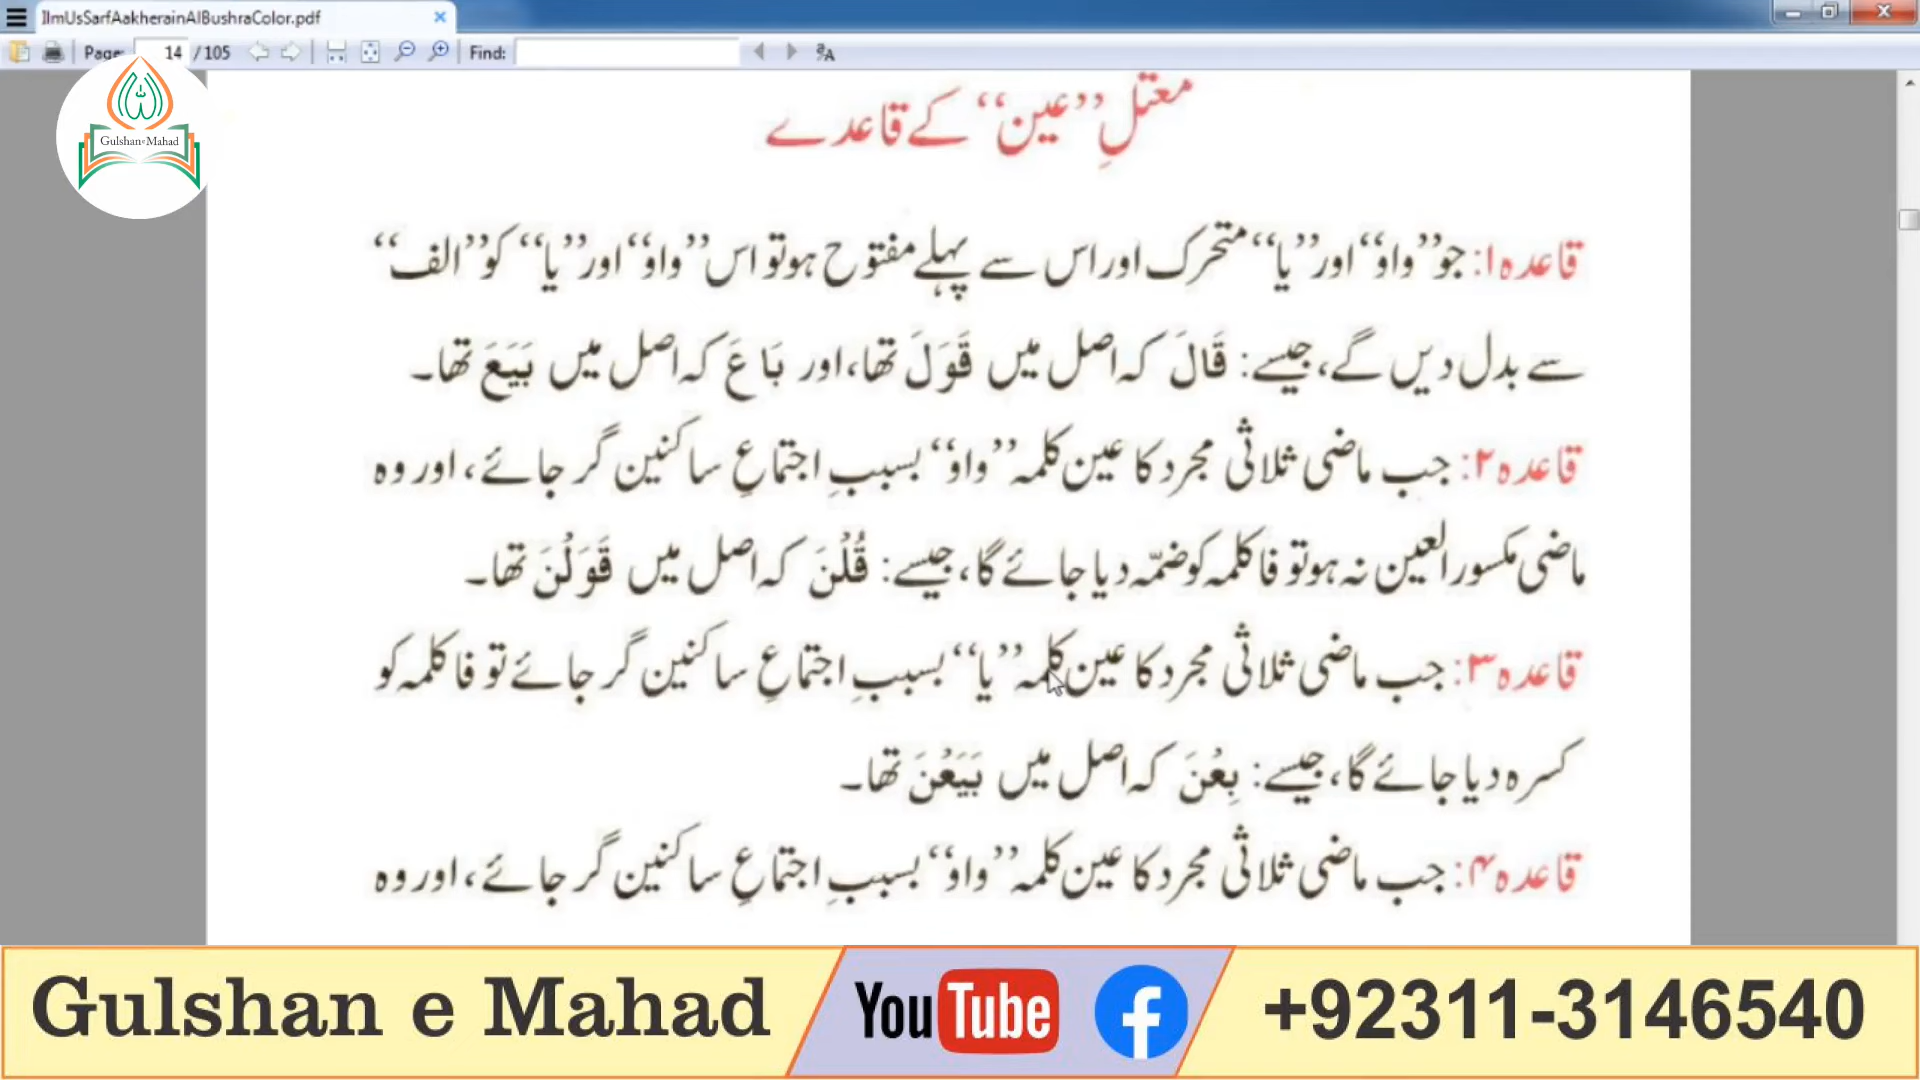 IlmUsSarfAakherainAlBushraColor.pdf
Page: 14 / 105 Find:
Gulshan e Mahad
معتلِ ’’عین‘‘ کے قاعدے
قاعدہ ۱: جو ’’واو‘‘ اور ’’یا‘‘ متحرک اور اس سے پہلے مفتوح ہو تو اس ’’واو‘‘ اور ’’یا‘‘ کو ’’الف‘‘
سے بدل دیں گے، جیسے: قَالَ کہ اصل میں قَوَلَ تھا، اور بَاعَ کہ اصل میں بَیَعَ تھا۔
قاعدہ ۲: جب ماضی ثلاثی مجرد کا عین کلمہ ’’واو‘‘ بسببِ اجتماعِ ساکنین گر جائے، اور وہ
ماضی مکسور العین نہ ہو تو فا کلمہ کو ضمّہ دیا جائے گا، جیسے: قُلْنَ کہ اصل میں قَوَلْنَ تھا۔
قاعدہ ۳: جب ماضی ثلاثی مجرد کا عین کلمہ ’’یا‘‘ بسببِ اجتماعِ ساکنین گر جائے تو فا کلمہ کو
کسرہ دیا جائے گا، جیسے: بِعْنَ کہ اصل میں بَیَعْنَ تھا۔
قاعدہ ۴: جب ماضی ثلاثی مجرد کا عین کلمہ ’’واو‘‘ بسببِ اجتماعِ ساکنین گر جائے، اور وہ
Gulshan e Mahad YouTube +92311-3146540